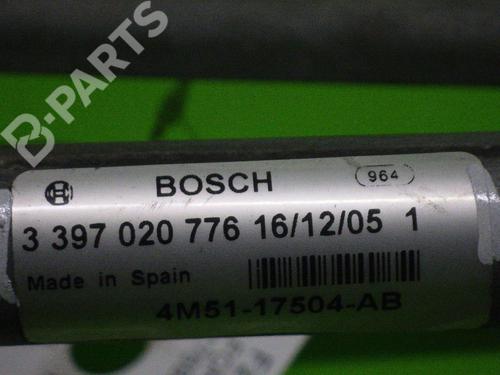 B-PARTS
BOSCH 964
3 397 020 776 16/12/05 1
Made in Spain
4M51-17504-AB